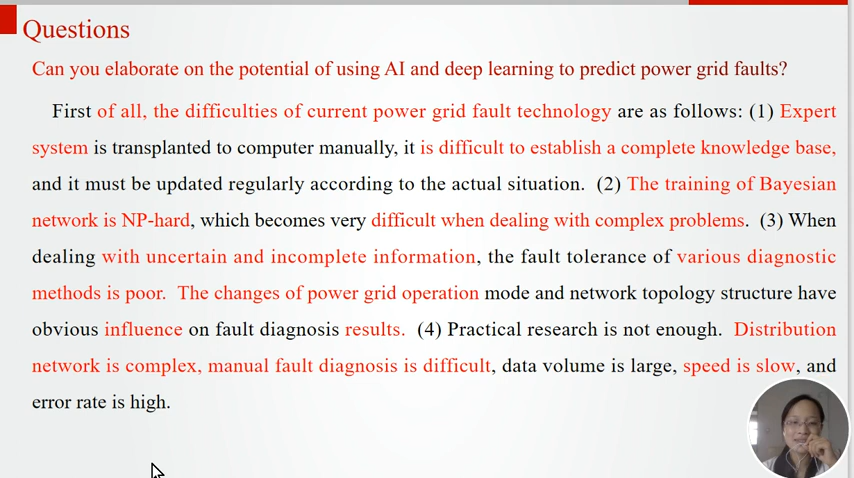 Questions
Can you elaborate on the potential of using AI and deep learning to predict power grid faults?
First of all, the difficulties of current power grid fault technology are as follows: (1) Expert
system is transplanted to computer manually, it is difficult to establish a complete knowledge base,
and it must be updated regularly according to the actual situation. (2) The training of Bayesian
network is NP-hard, which becomes very difficult when dealing with complex problems. (3) When
dealing with uncertain and incomplete information, the fault tolerance of various diagnostic
methods is poor. The changes of power grid operation mode and network topology structure have
obvious influence on fault diagnosis results. (4) Practical research is not enough. Distribution
network is complex, manual fault diagnosis is difficult, data volume is large, speed is slow, and
error rate is high.